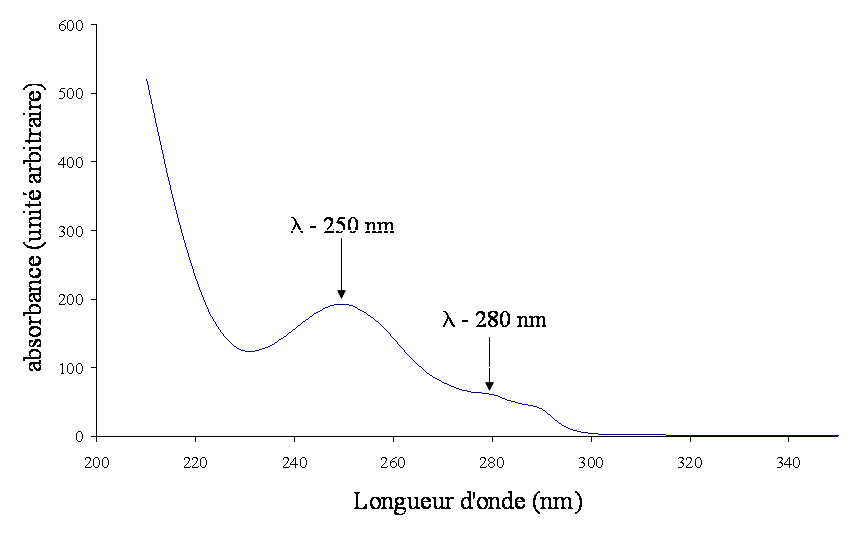 600
500
400
300
200
100
0
absorbance (unité arbitraire)
λ - 250 nm
λ - 280 nm
200 220 240 260 280 300 320 340
Longueur d'onde (nm)